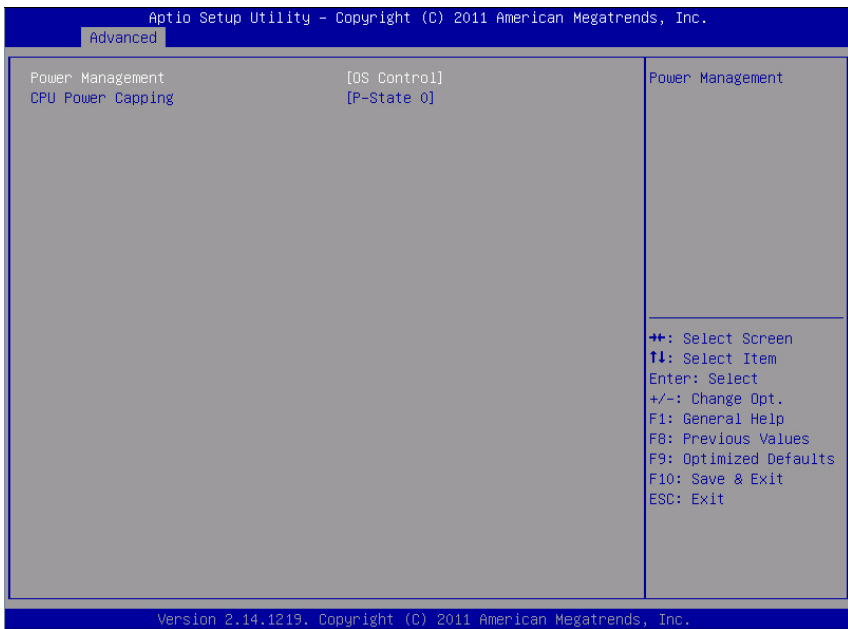 Aptio Setup Utility – Copyright (C) 2011 American Megatrends, Inc.
Advanced
Power Management [OS Control]
CPU Power Capping [P-State 0]
Power Management
→←: Select Screen
↑↓: Select Item
Enter: Select
+/-: Change Opt.
F1: General Help
F8: Previous Values
F9: Optimized Defaults
F10: Save & Exit
ESC: Exit
Version 2.14.1219. Copyright (C) 2011 American Megatrends, Inc.